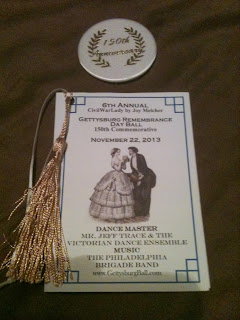 150th
Anniversary
6th Annual
CivilWarLady by Joy Melcher
Gettysburg Remembrance
Day Ball
150th Commemorative
November 22, 2013
Dance Master
Mr. Jeff Trace & the
Victorian Dance Ensemble
Music
The Philadelphia
Brigade Band
www.GettysburgBall.com